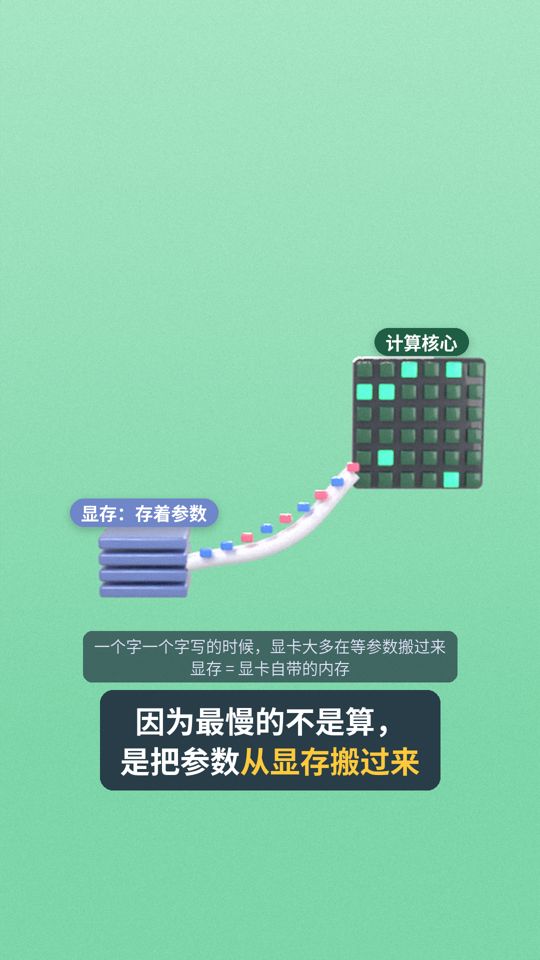 计算核心
显存：存着参数
一个字一个字写的时候，显卡大多在等参数搬过来
显存 = 显卡自带的内存
因为最慢的不是算，
是把参数从显存搬过来